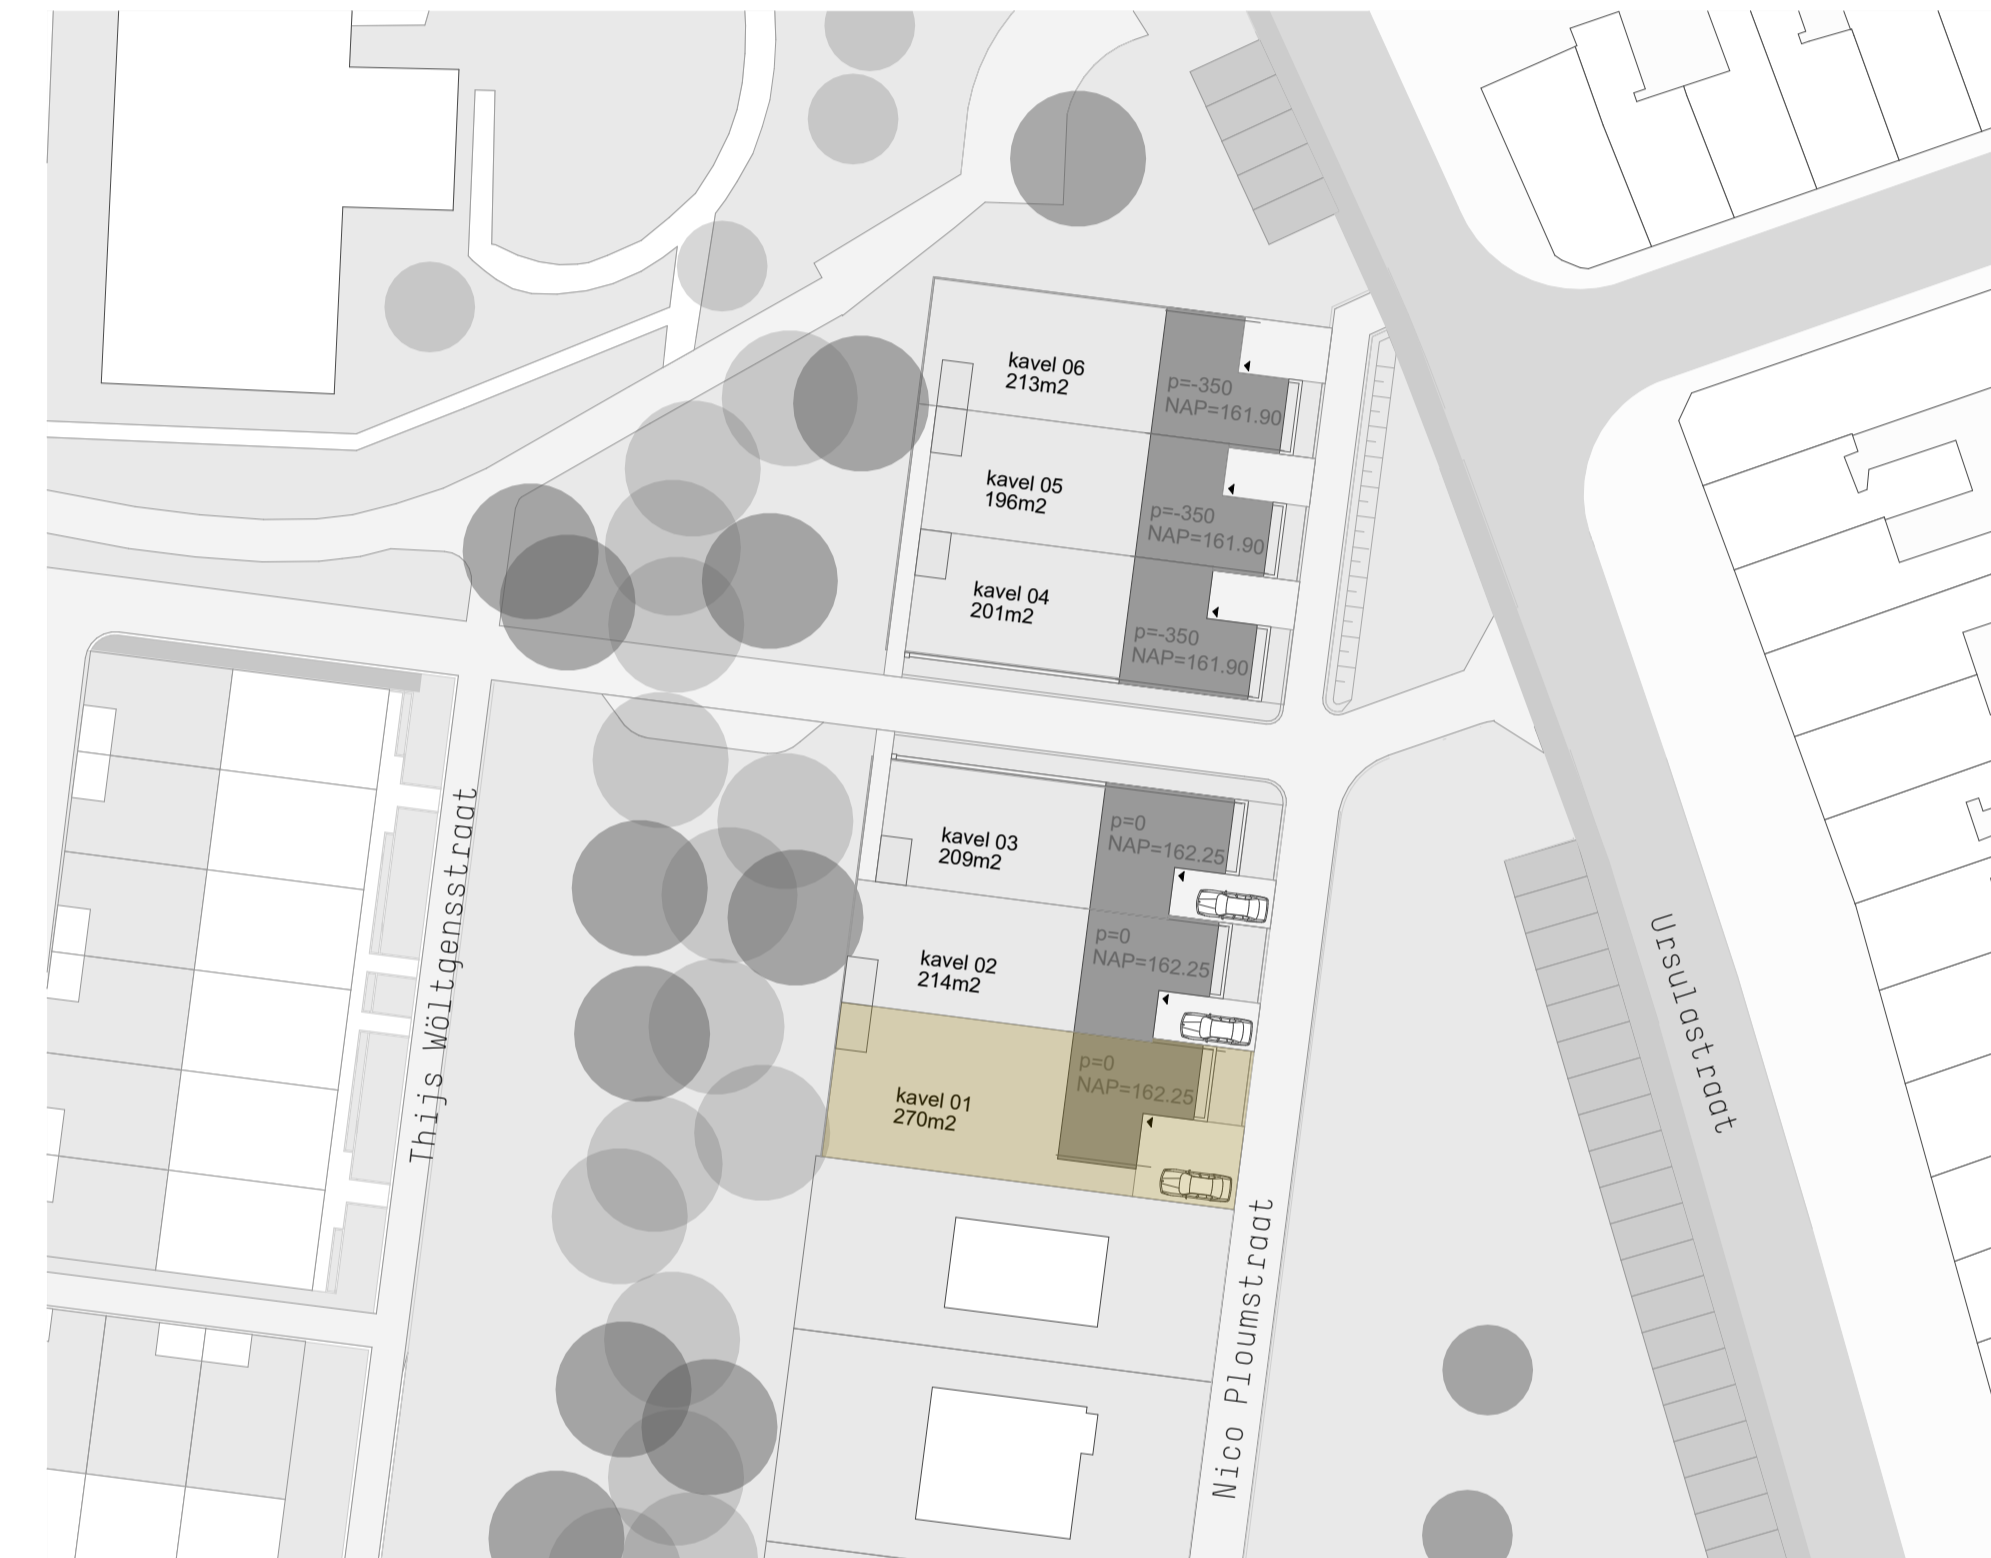 kavel 06
213m2
p=-350
NAP=161.90
kavel 05
196m2
p=-350
NAP=161.90
kavel 04
201m2
p=-350
NAP=161.90
kavel 03
209m2
p=0
NAP=162.25
kavel 02
214m2
p=0
NAP=162.25
kavel 01
270m2
p=0
NAP=162.25
Thijs Wöltgensstraat
Nico Ploumstraat
Ursulastraat